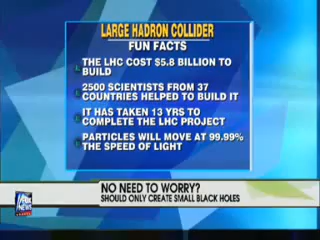 LARGE HADRON COLLIDER
FUN FACTS
THE LHC COST $5.8 BILLION TO
BUILD
2500 SCIENTISTS FROM 37
COUNTRIES HELPED TO BUILD IT
IT HAS TAKEN 13 YRS TO
COMPLETE THE LHC PROJECT
PARTICLES WILL MOVE AT 99.99%
THE SPEED OF LIGHT
NO NEED TO WORRY?
SHOULD ONLY CREATE SMALL BLACK HOLES
FOX
NEWS